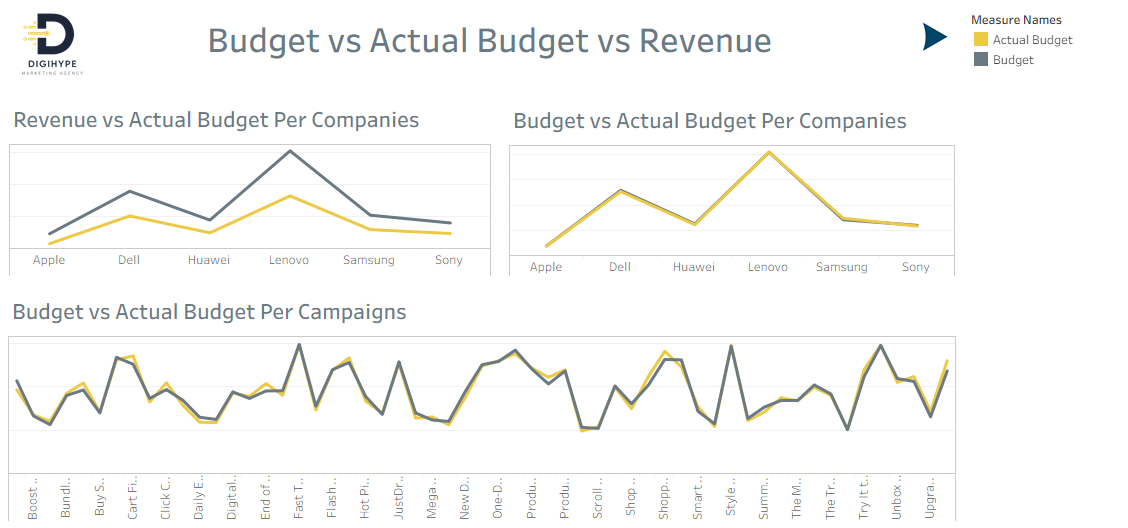 DIGIHYPE
MARKETING AGENCY
Budget vs Actual Budget vs Revenue
Measure Names
Actual Budget
Budget
Revenue vs Actual Budget Per Companies
Apple Dell Huawei Lenovo Samsung Sony
Budget vs Actual Budget Per Companies
Apple Dell Huawei Lenovo Samsung Sony
Budget vs Actual Budget Per Campaigns
Boost ..
Bundl..
Buy S..
Cart Fi..
Click C..
Daily E..
Digital..
End of ..
Fast T..
Flash ..
Hot Pi..
JustDr..
Mega ..
New D..
One-D..
Produ..
Produ..
Scroll ..
Shop ..
Shopp..
Smart..
Style ..
Summ..
The M..
The Tr..
Try It t..
Unbox..
Upgra..